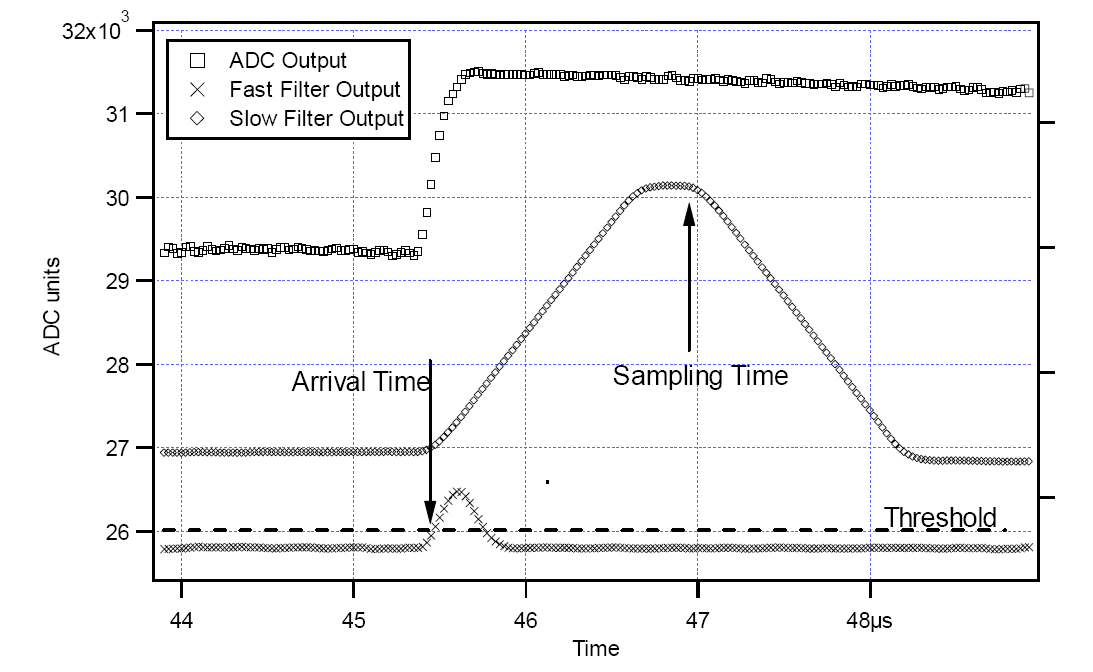 32x10³
ADC Output
Fast Filter Output
Slow Filter Output
31
30
29
28
27
26
ADC units
Arrival Time
Sampling Time
Threshold
44
45
46
47
48µs
Time